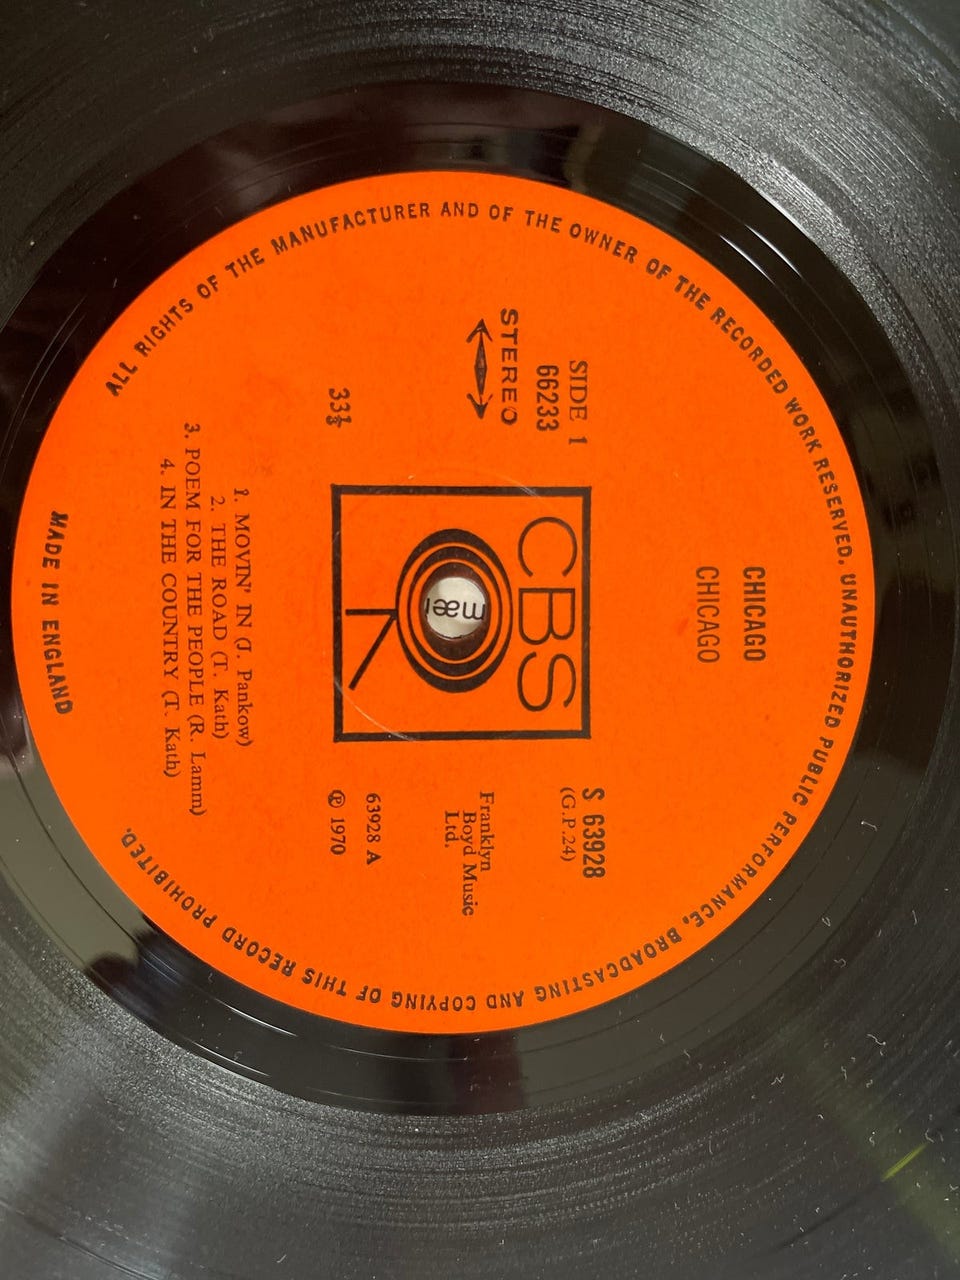 ALL RIGHTS OF THE MANUFACTURER AND OF THE OWNER OF THE RECORDED WORK RESERVED. UNAUTHORIZED PUBLIC PERFORMANCE, BROADCASTING AND COPYING OF THIS RECORD PROHIBITED.
CHICAGO
CHICAGO
SIDE 1
66233
STEREO
33⅓
CBS
S 63928
(G.P.24)
Franklyn
Boyd Music
Ltd.
63928 A
℗ 1970
1. MOVIN' IN (J. Pankow)
2. THE ROAD (T. Kath)
3. POEM FOR THE PEOPLE (R. Lamm)
4. IN THE COUNTRY (T. Kath)
MADE IN ENGLAND